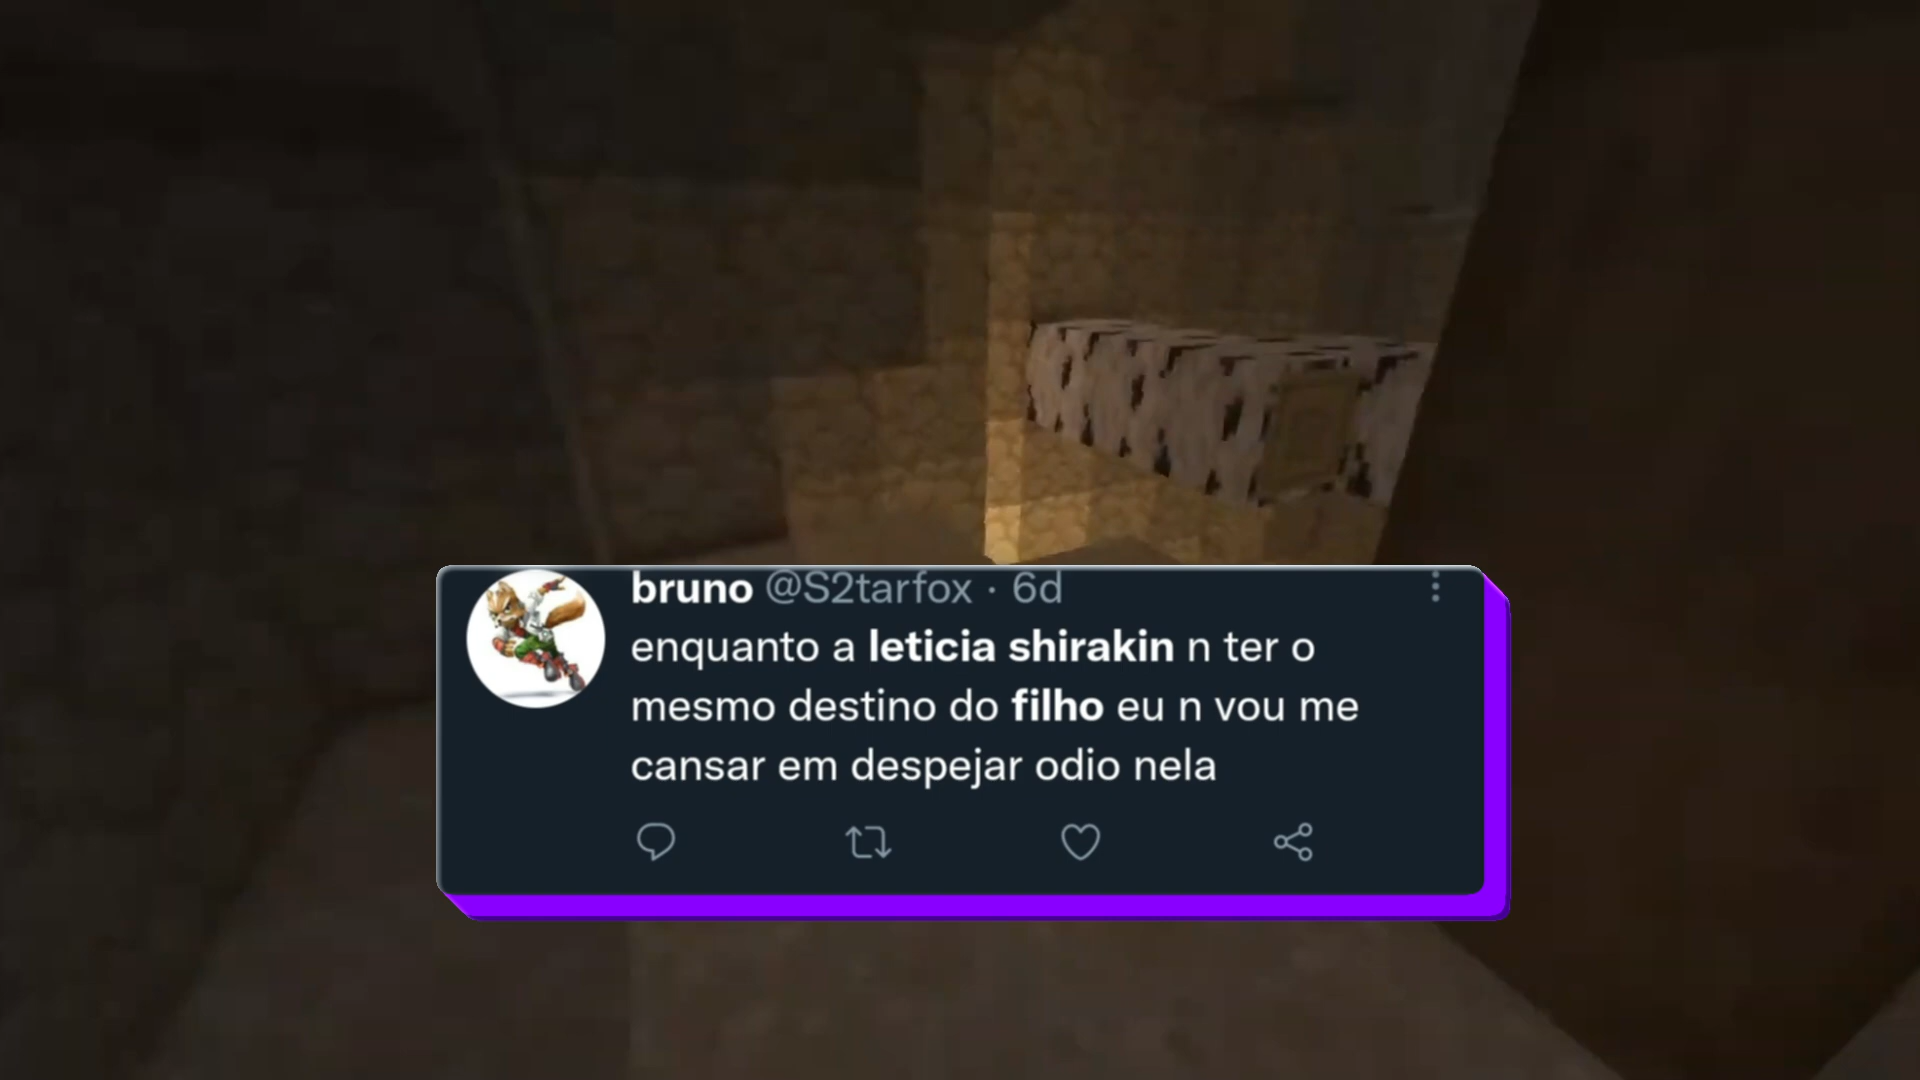 bruno @S2tarfox · 6d
enquanto a leticia shirakin n ter o
mesmo destino do filho eu n vou me
cansar em despejar odio nela